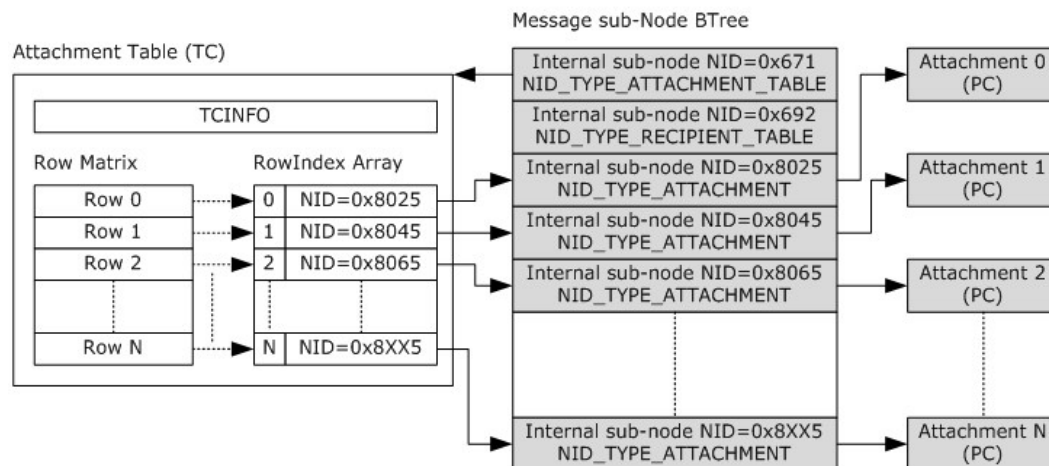 Message sub-Node BTree
Attachment Table (TC)
TCINFO
Row Matrix
RowIndex Array
Row 0
0 NID=0x8025
Row 1
1 NID=0x8045
Row 2
2 NID=0x8065
Row N
N NID=0x8XX5
Internal sub-node NID=0x671
NID_TYPE_ATTACHMENT_TABLE
Internal sub-node NID=0x692
NID_TYPE_RECIPIENT_TABLE
Internal sub-node NID=0x8025
NID_TYPE_ATTACHMENT
Internal sub-node NID=0x8045
NID_TYPE_ATTACHMENT
Internal sub-node NID=0x8065
NID_TYPE_ATTACHMENT
Internal sub-node NID=0x8XX5
NID_TYPE_ATTACHMENT
Attachment 0
(PC)
Attachment 1
(PC)
Attachment 2
(PC)
Attachment N
(PC)